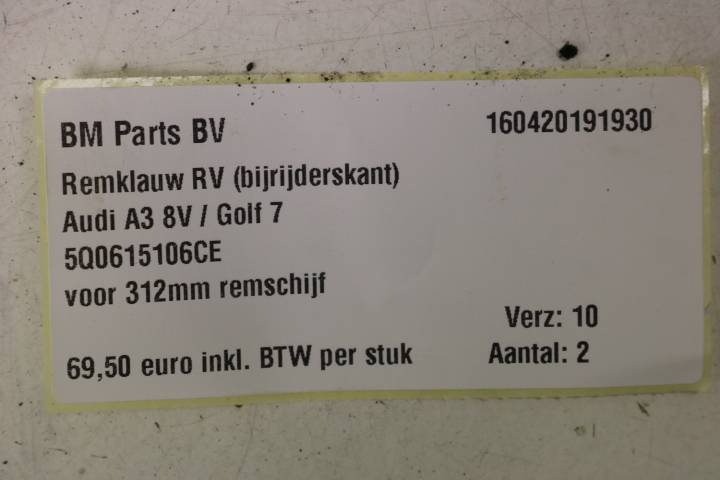 BM Parts BV 160420191930
Remklauw RV (bijrijderskant)
Audi A3 8V / Golf 7
5Q0615106CE
voor 312mm remschijf
Verz: 10
69,50 euro inkl. BTW per stuk Aantal: 2